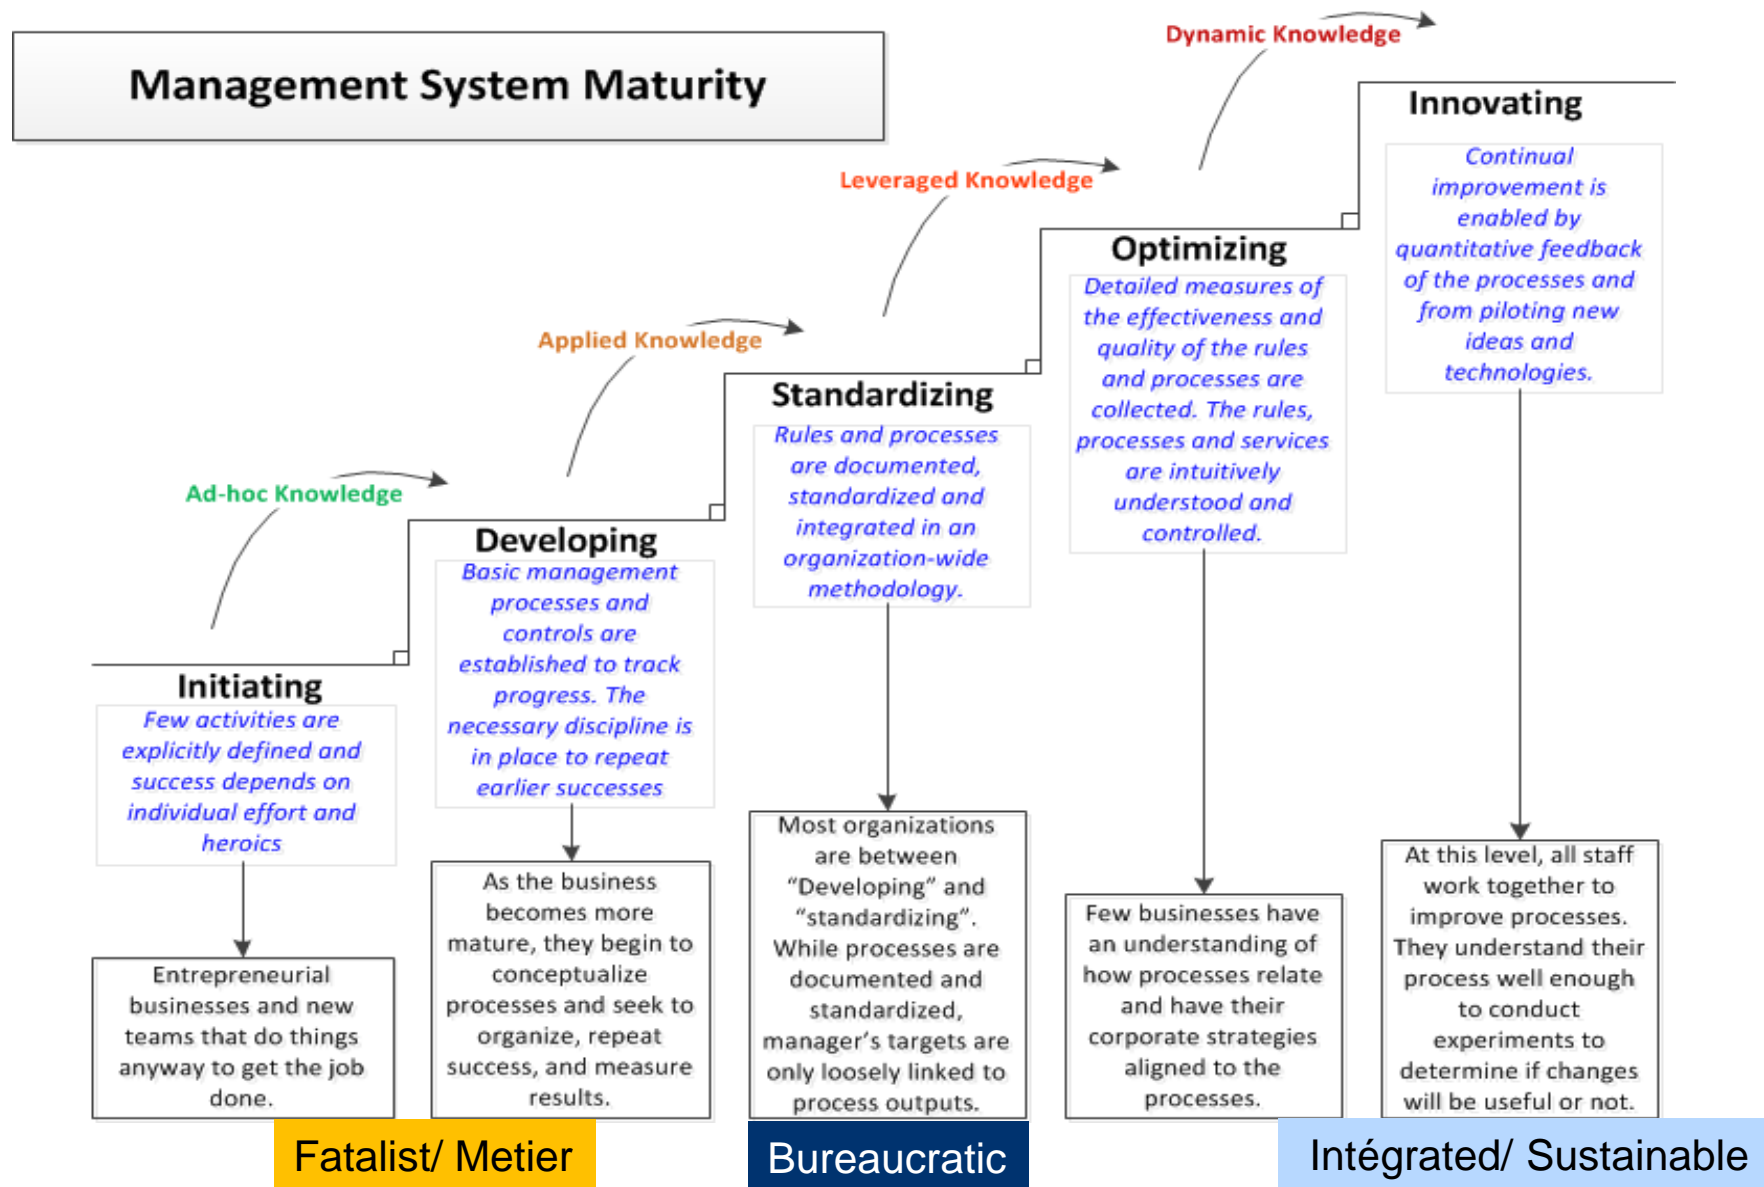 Management System Maturity
Dynamic Knowledge
Leveraged Knowledge
Applied Knowledge
Ad-hoc Knowledge
Initiating
Few activities are
explicitly defined and
success depends on
individual effort and
heroics
Entrepreneurial
businesses and new
teams that do things
anyway to get the job
done.
Developing
Basic management
processes and
controls are
established to track
progress. The
necessary discipline is
in place to repeat
earlier successes
As the business
becomes more
mature, they begin to
conceptualize
processes and seek to
organize, repeat
success, and measure
results.
Standardizing
Rules and processes
are documented,
standardized and
integrated in an
organization-wide
methodology.
Most organizations
are between
“Developing” and
“standardizing”.
While processes are
documented and
standardized,
manager’s targets are
only loosely linked to
process outputs.
Optimizing
Detailed measures of
the effectiveness and
quality of the rules
and processes are
collected. The rules,
processes and services
are intuitively
understood and
controlled.
Few businesses have
an understanding of
how processes relate
and have their
corporate strategies
aligned to the
processes.
Innovating
Continual
improvement is
enabled by
quantitative feedback
of the processes and
from piloting new
ideas and
technologies.
At this level, all staff
work together to
improve processes.
They understand their
process well enough
to conduct
experiments to
determine if changes
will be useful or not.
Fatalist/ Metier
Bureaucratic
Intégrated/ Sustainable